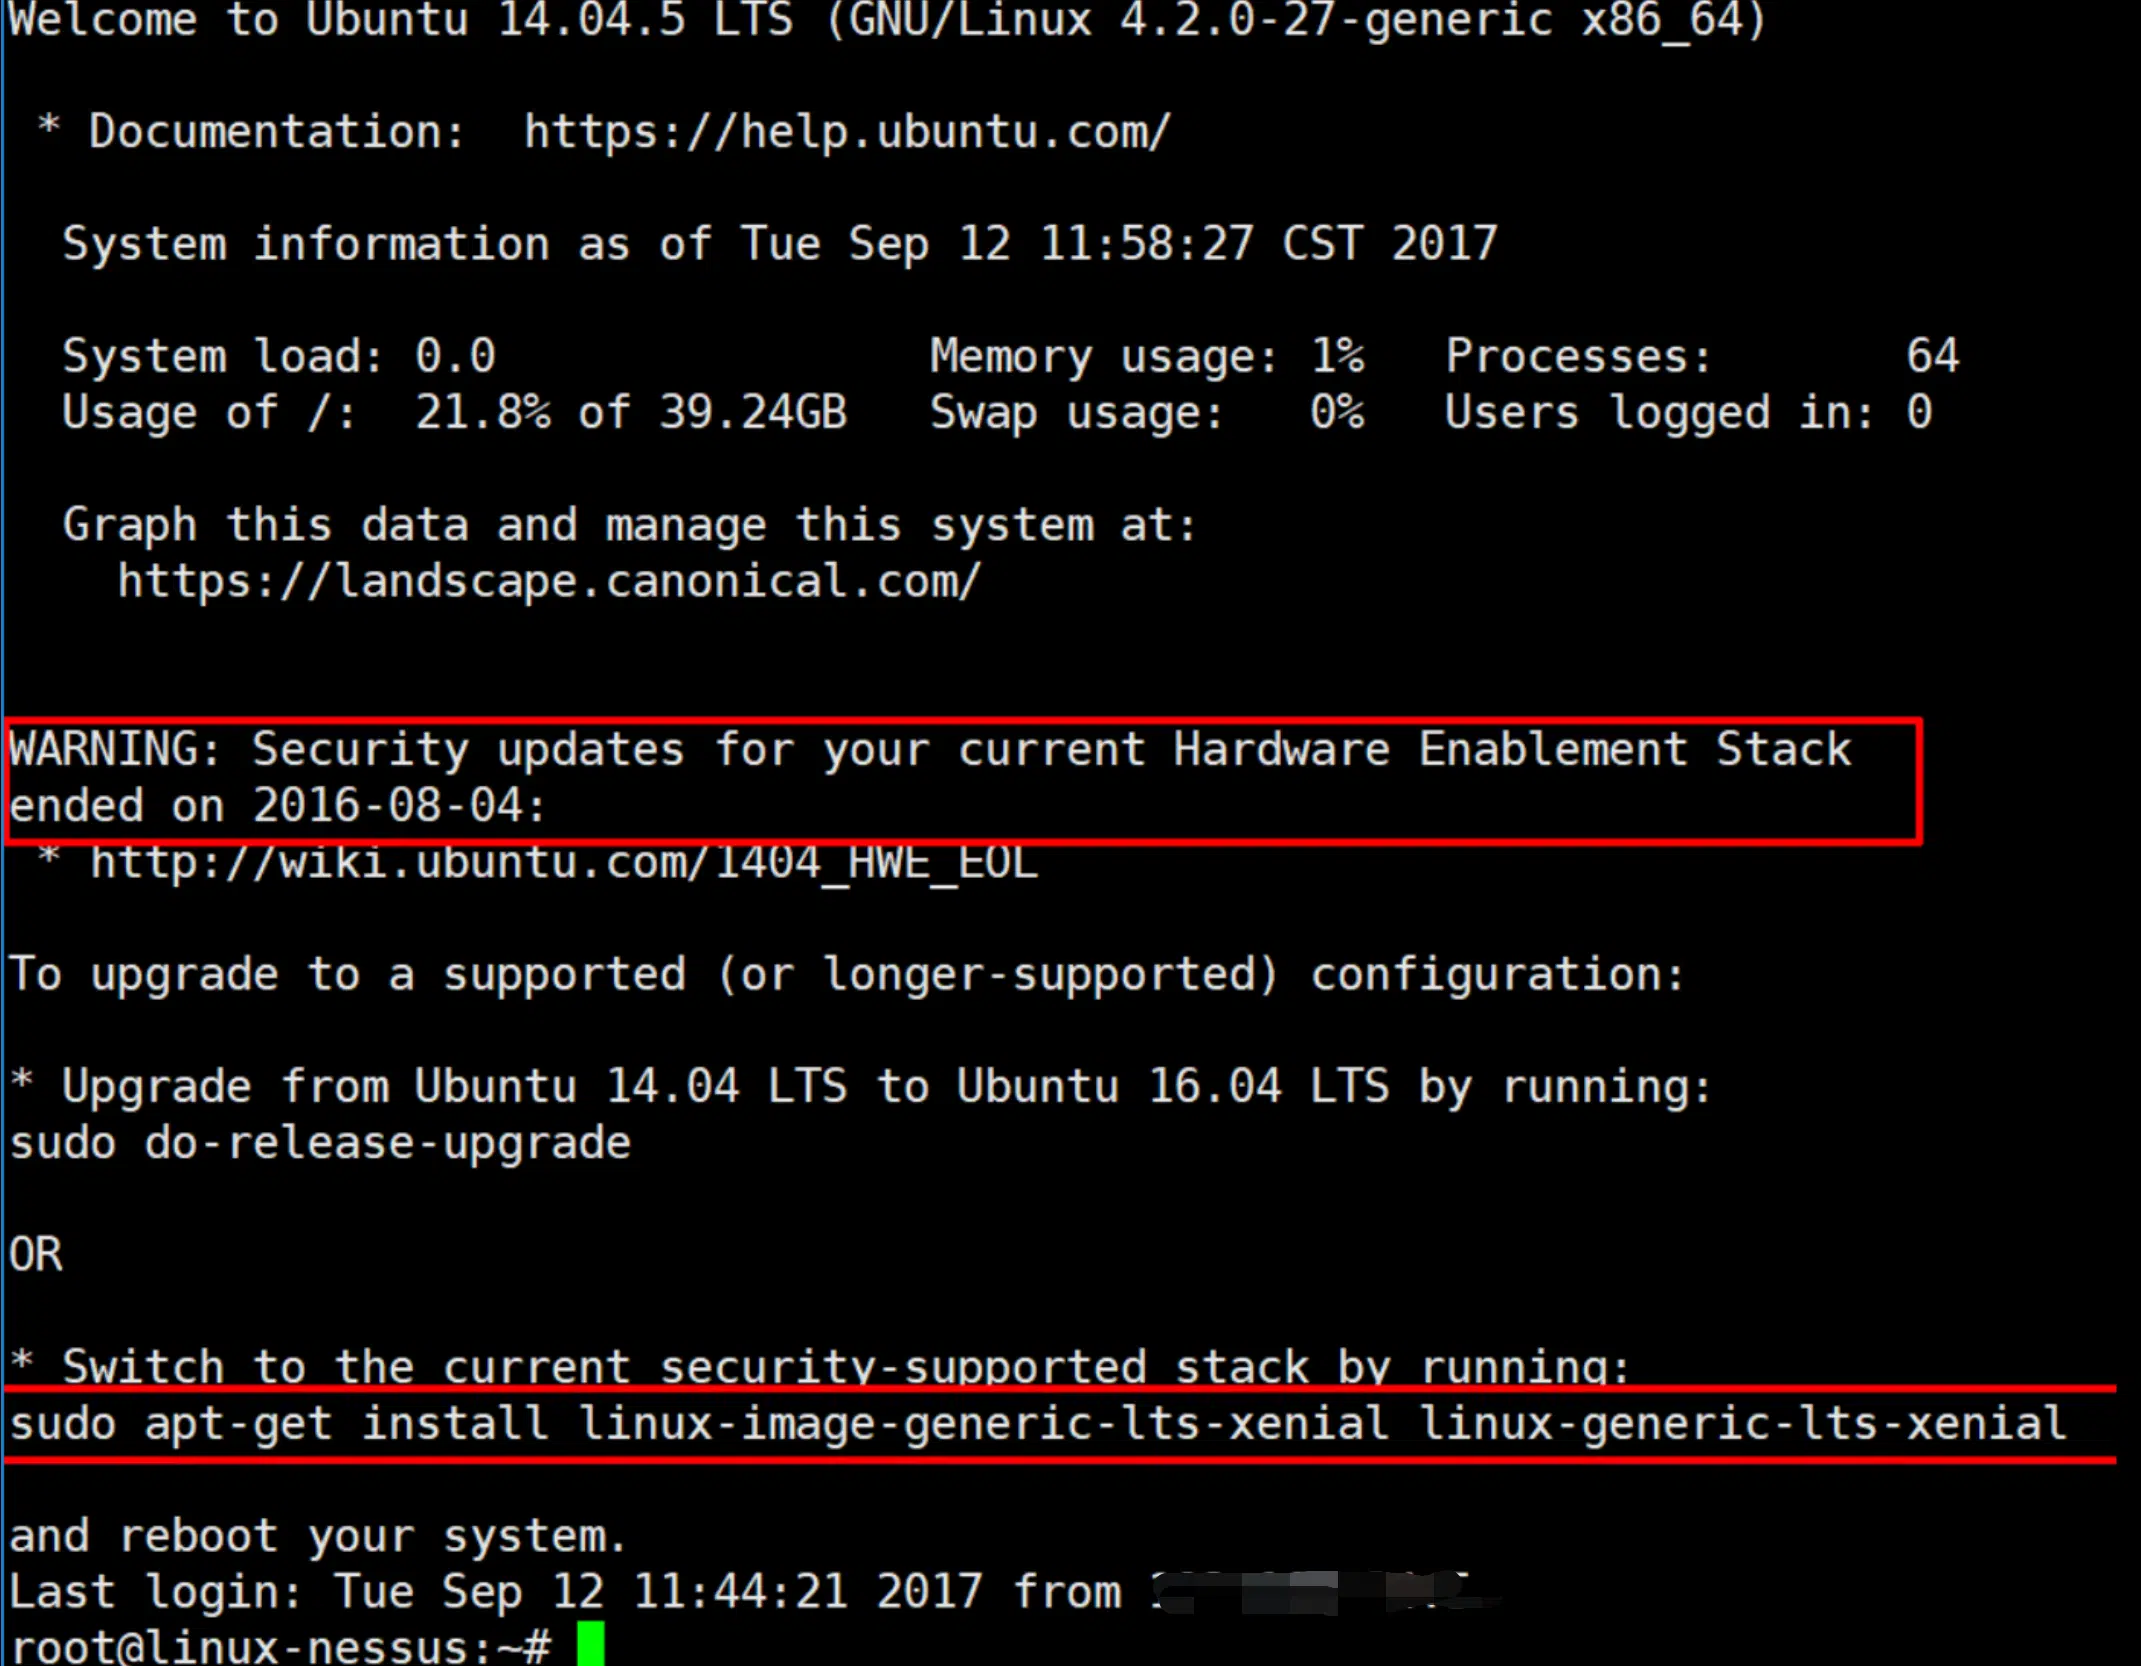 Welcome to Ubuntu 14.04.5 LTS (GNU/Linux 4.2.0-27-generic x86_64)
* Documentation:  https://help.ubuntu.com/
System information as of Tue Sep 12 11:58:27 CST 2017
System load: 0.0                Memory usage: 1%   Processes:       64
Usage of /:  21.8% of 39.24GB   Swap usage:   0%   Users logged in: 0
Graph this data and manage this system at:
https://landscape.canonical.com/
WARNING: Security updates for your current Hardware Enablement Stack
ended on 2016-08-04:
* http://wiki.ubuntu.com/1404_HWE_EOL
To upgrade to a supported (or longer-supported) configuration:
* Upgrade from Ubuntu 14.04 LTS to Ubuntu 16.04 LTS by running:
sudo do-release-upgrade
OR
* Switch to the current security-supported stack by running:
sudo apt-get install linux-image-generic-lts-xenial linux-generic-lts-xenial
and reboot your system.
Last login: Tue Sep 12 11:44:21 2017 from
root@linux-nessus:~#